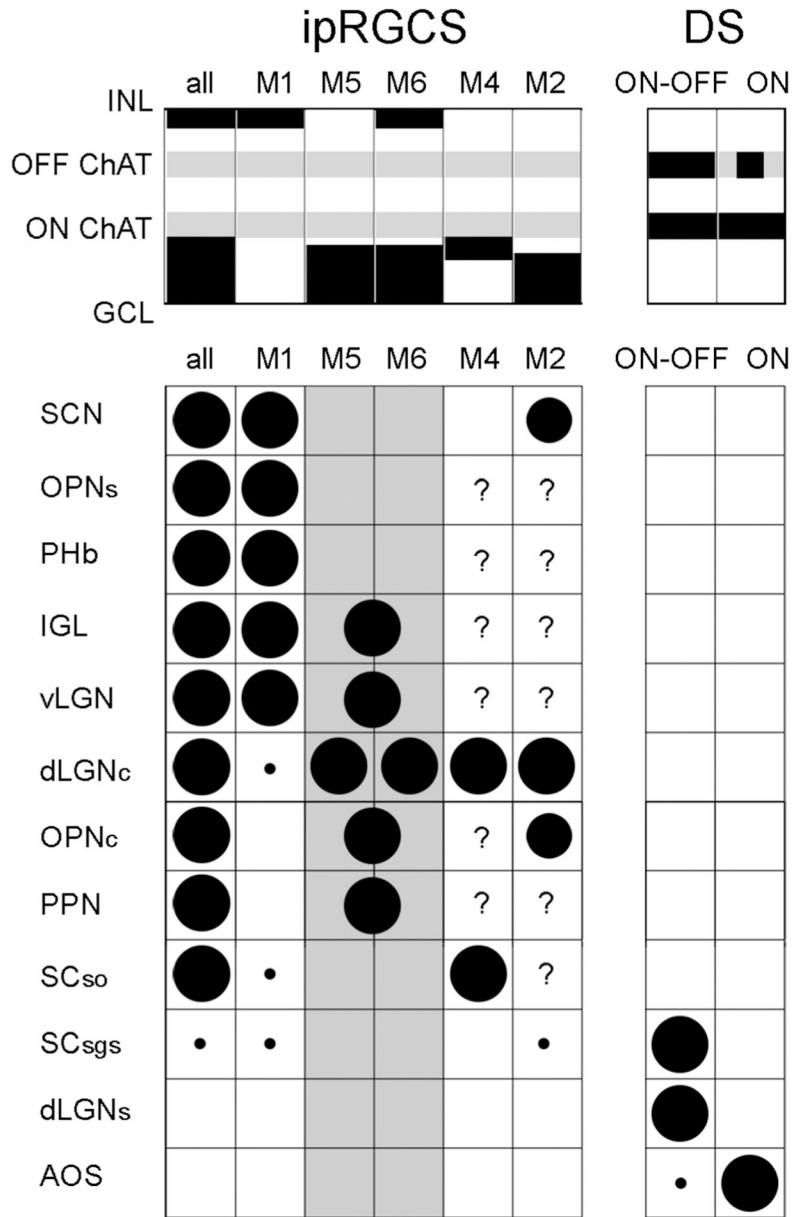 ipRGCS DS
all M1 M5 M6 M4 M2 ON-OFF ON
INL
OFF ChAT
ON ChAT
GCL
all M1 M5 M6 M4 M2 ON-OFF ON
SCN
OPNs ? ?
PHb ? ?
IGL ? ?
vLGN ? ?
dLGNc
OPNc ?
PPN ? ?
SCso ?
SCsgs
dLGNs
AOS